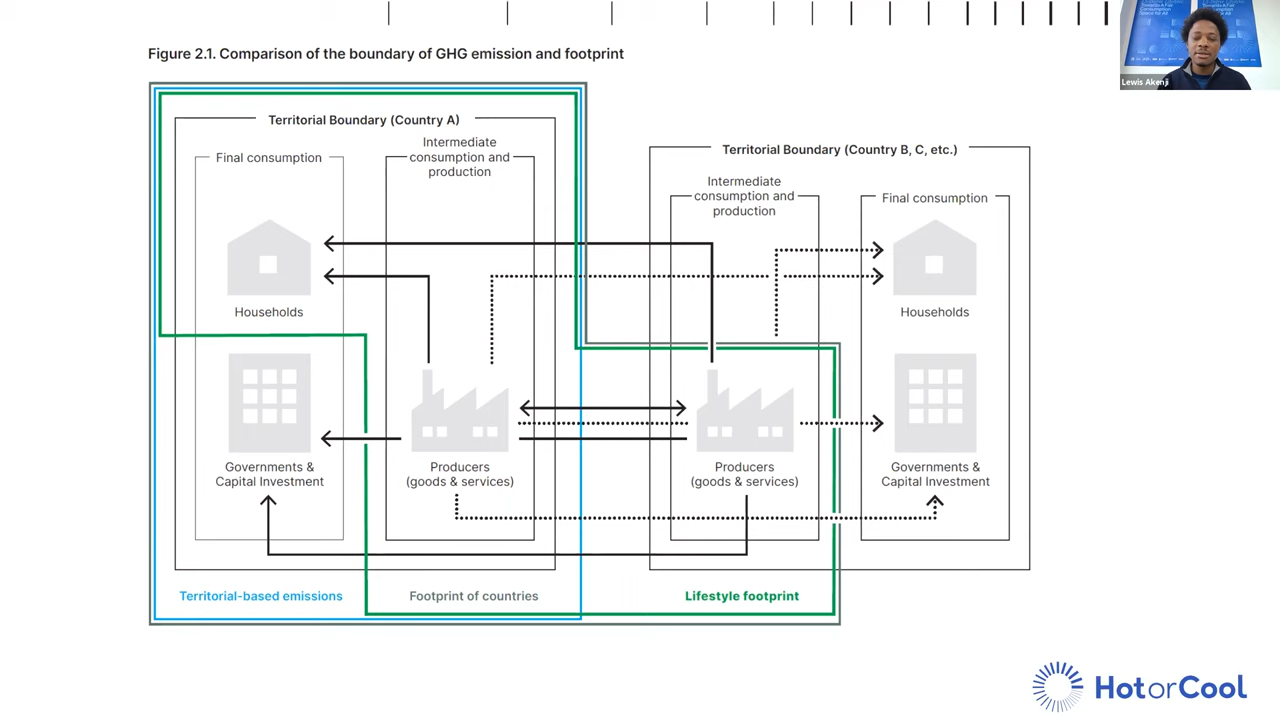 Figure 2.1. Comparison of the boundary of GHG emission and footprint
Lewis Akenji
Territorial Boundary (Country A)
Final consumption
Intermediate
consumption and
production
Households
Governments &
Capital Investment
Producers
(goods & services)
Territorial Boundary (Country B, C, etc.)
Intermediate
consumption and
production
Final consumption
Households
Producers
(goods & services)
Governments &
Capital Investment
Territorial-based emissions
Footprint of countries
Lifestyle footprint
HotorCool